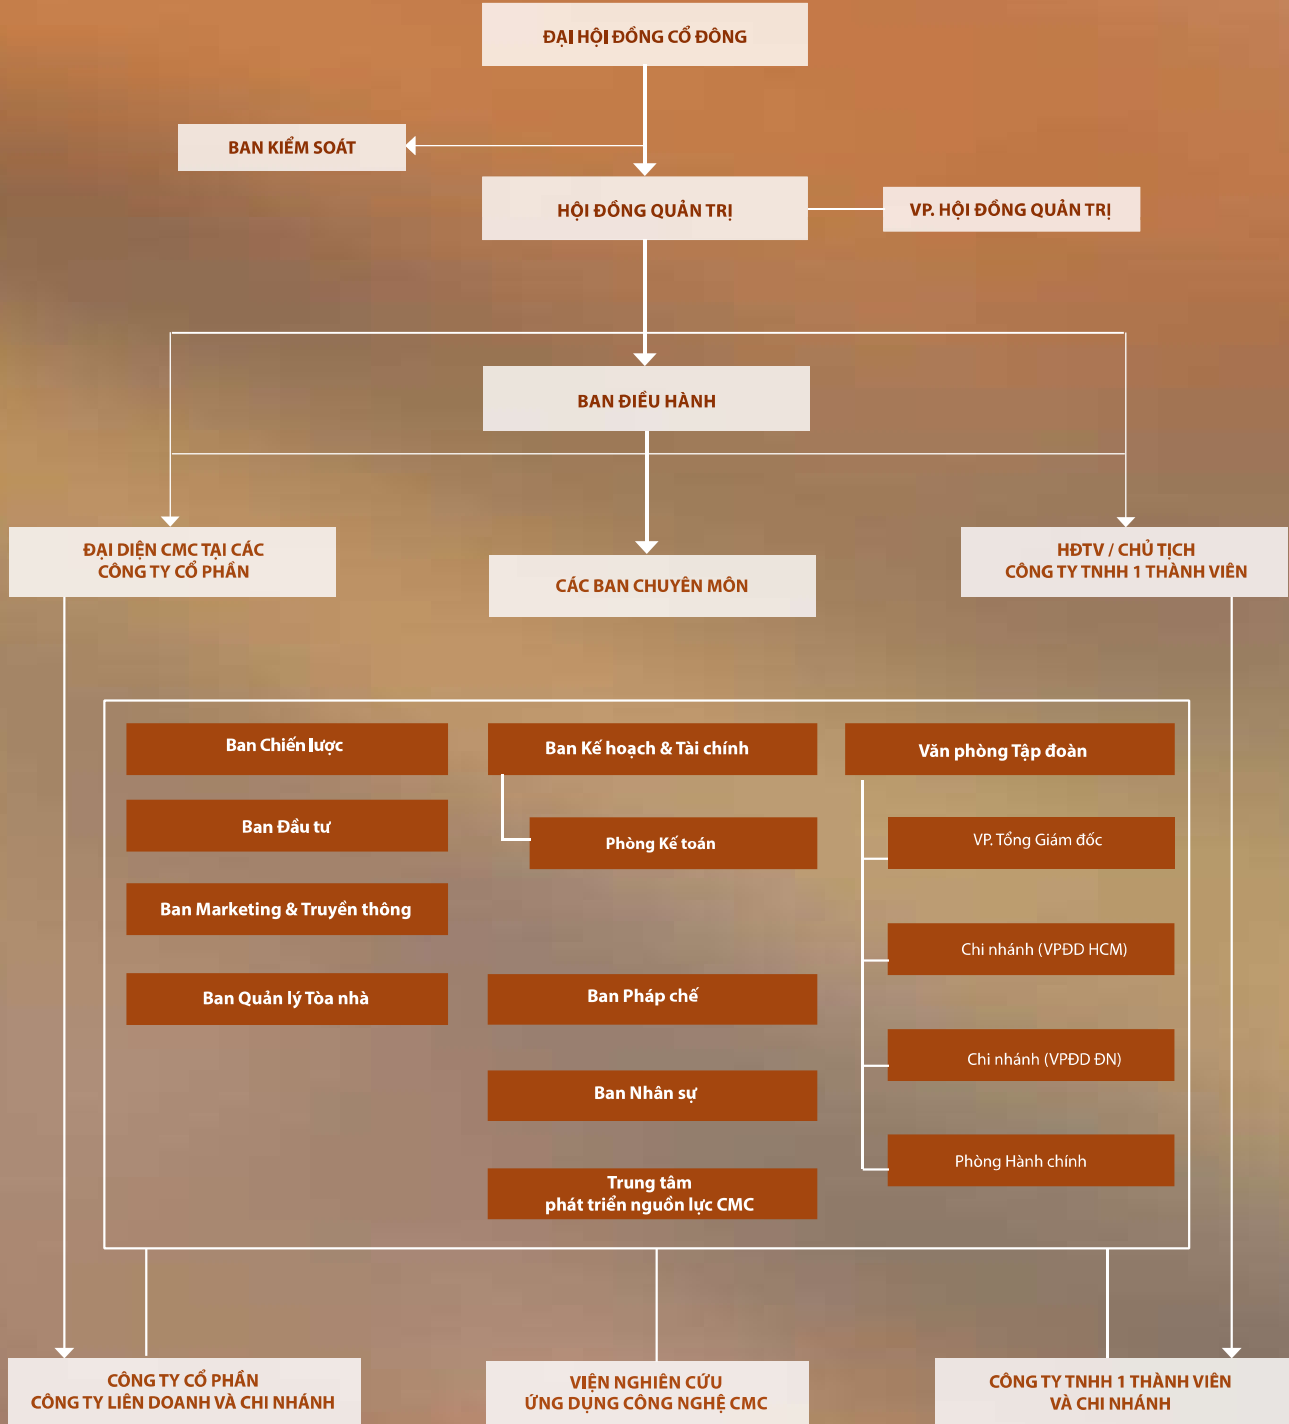 ĐẠI HỘI ĐỒNG CỔ ĐÔNG
BAN KIỂM SOÁT
HỘI ĐỒNG QUẢN TRỊ
VP. HỘI ĐỒNG QUẢN TRỊ
BAN ĐIỀU HÀNH
ĐẠI DIỆN CMC TẠI CÁC
CÔNG TY CỔ PHẦN
CÁC BAN CHUYÊN MÔN
HĐTV / CHỦ TỊCH
CÔNG TY TNHH 1 THÀNH VIÊN
Ban Chiến lược
Ban Đầu tư
Ban Marketing & Truyền thông
Ban Quản lý Tòa nhà
Ban Kế hoạch & Tài chính
Phòng Kế toán
Ban Pháp chế
Ban Nhân sự
Trung tâm
phát triển nguồn lực CMC
Văn phòng Tập đoàn
VP. Tổng Giám đốc
Chi nhánh (VPĐD HCM)
Chi nhánh (VPĐD ĐN)
Phòng Hành chính
CÔNG TY CỔ PHẦN
CÔNG TY LIÊN DOANH VÀ CHI NHÁNH
VIỆN NGHIÊN CỨU
ỨNG DỤNG CÔNG NGHỆ CMC
CÔNG TY TNHH 1 THÀNH VIÊN
VÀ CHI NHÁNH